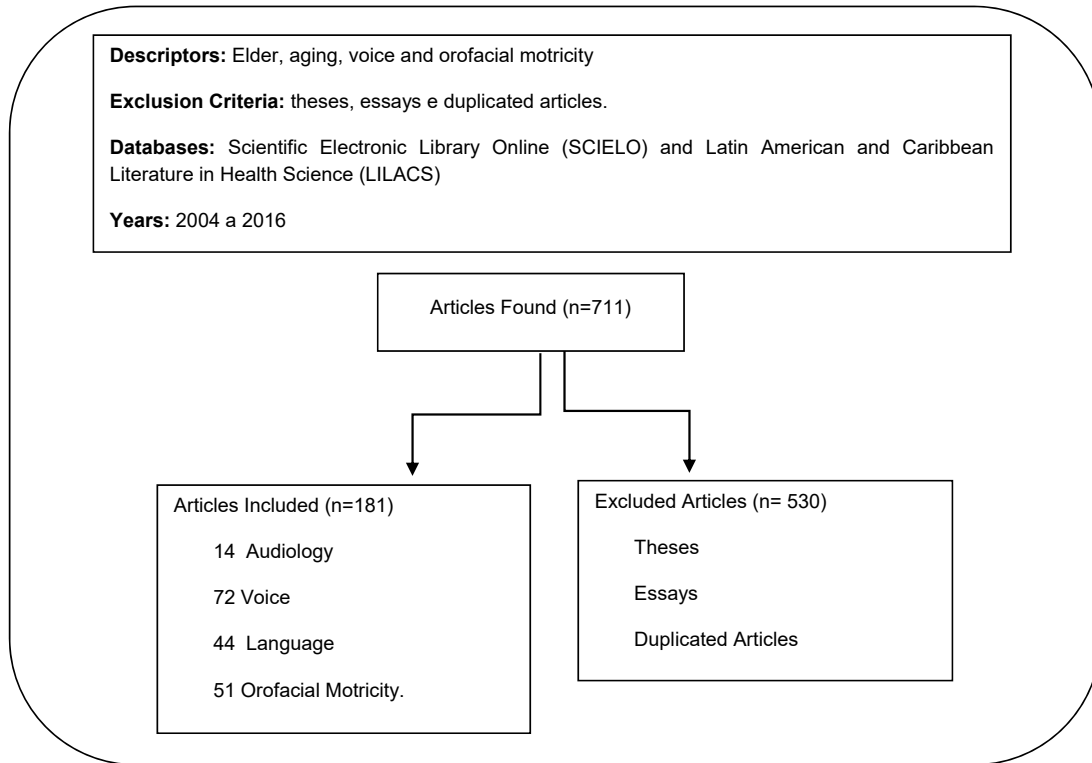 Descriptors: Elder, aging, voice and orofacial motricity
Exclusion Criteria: theses, essays e duplicated articles.
Databases: Scientific Electronic Library Online (SCIELO) and Latin American and Caribbean
Literature in Health Science (LILACS)
Years: 2004 a 2016
Articles Found (n=711)
Articles Included (n=181)
14 Audiology
72 Voice
44 Language
51 Orofacial Motricity.
Excluded Articles (n= 530)
Theses
Essays
Duplicated Articles